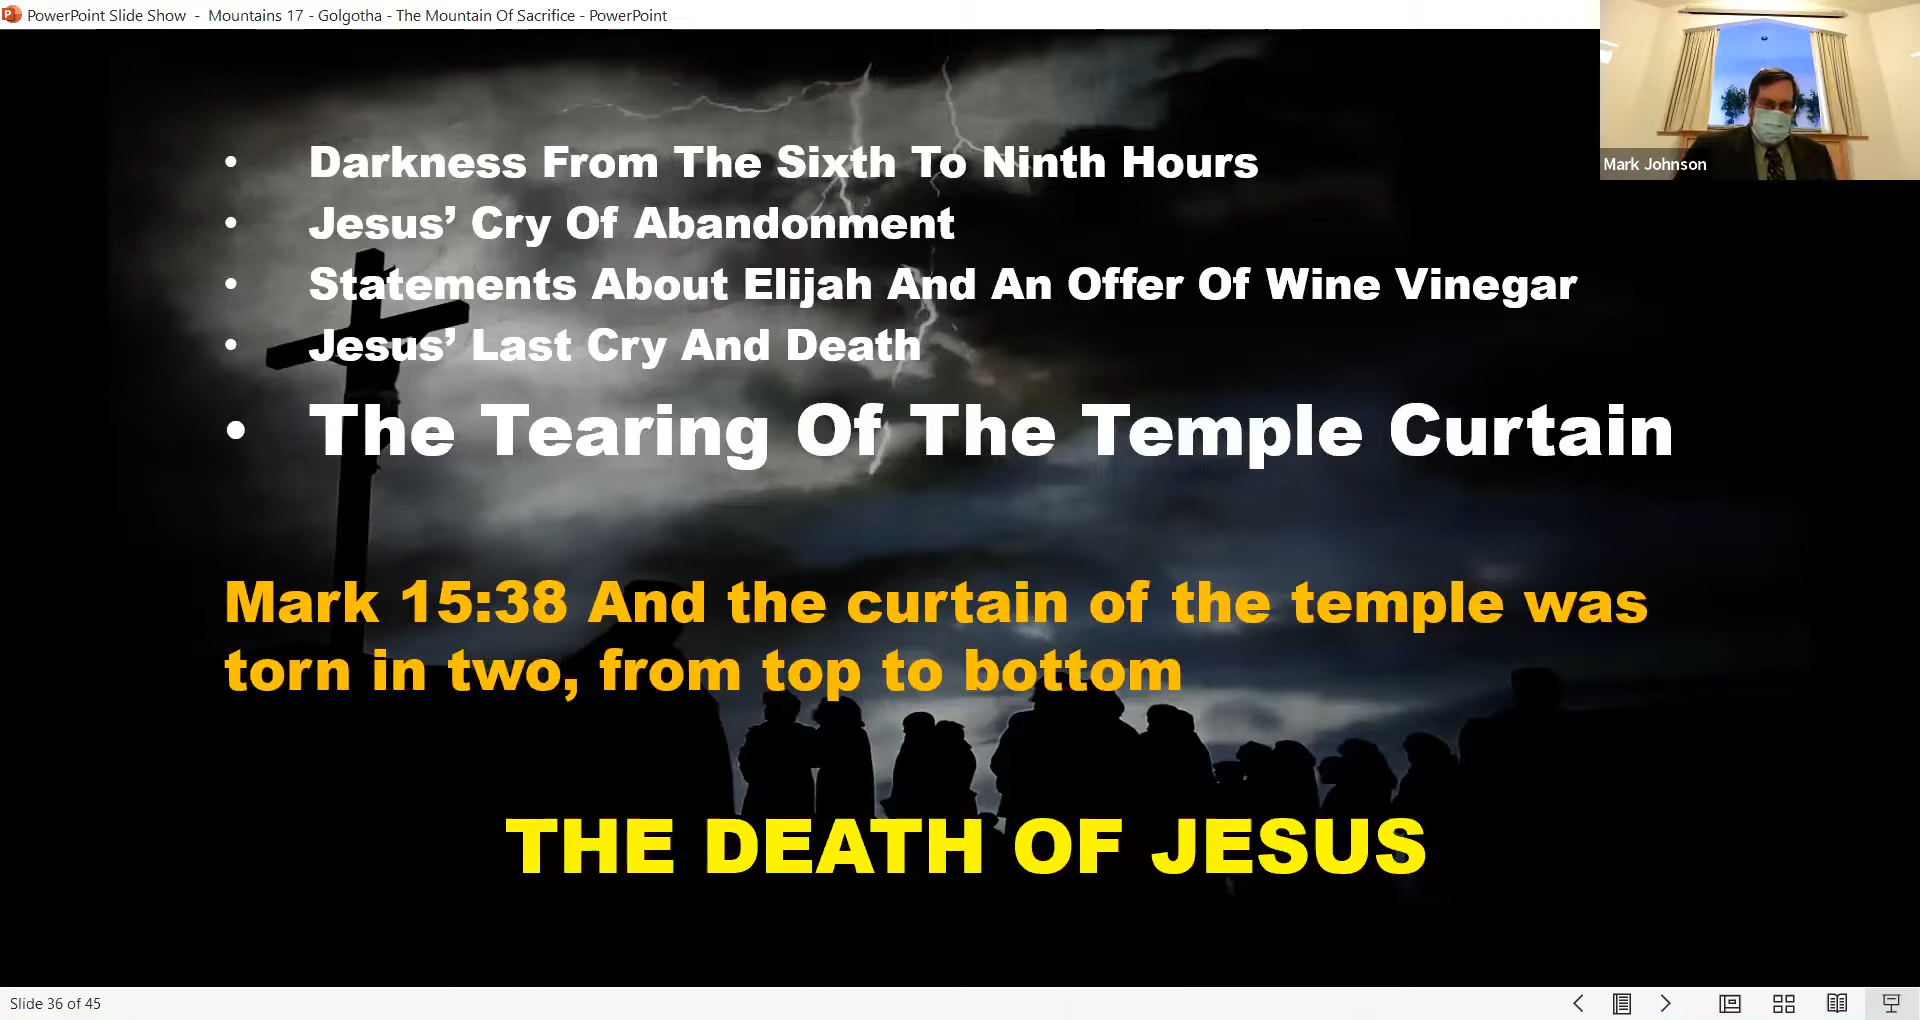 PowerPoint Slide Show - Mountains 17 - Golgotha - The Mountain Of Sacrifice - PowerPoint
Mark Johnson
• Darkness From The Sixth To Ninth Hours
• Jesus’ Cry Of Abandonment
• Statements About Elijah And An Offer Of Wine Vinegar
• Jesus’ Last Cry And Death
• The Tearing Of The Temple Curtain
Mark 15:38 And the curtain of the temple was
torn in two, from top to bottom
THE DEATH OF JESUS
Slide 36 of 45